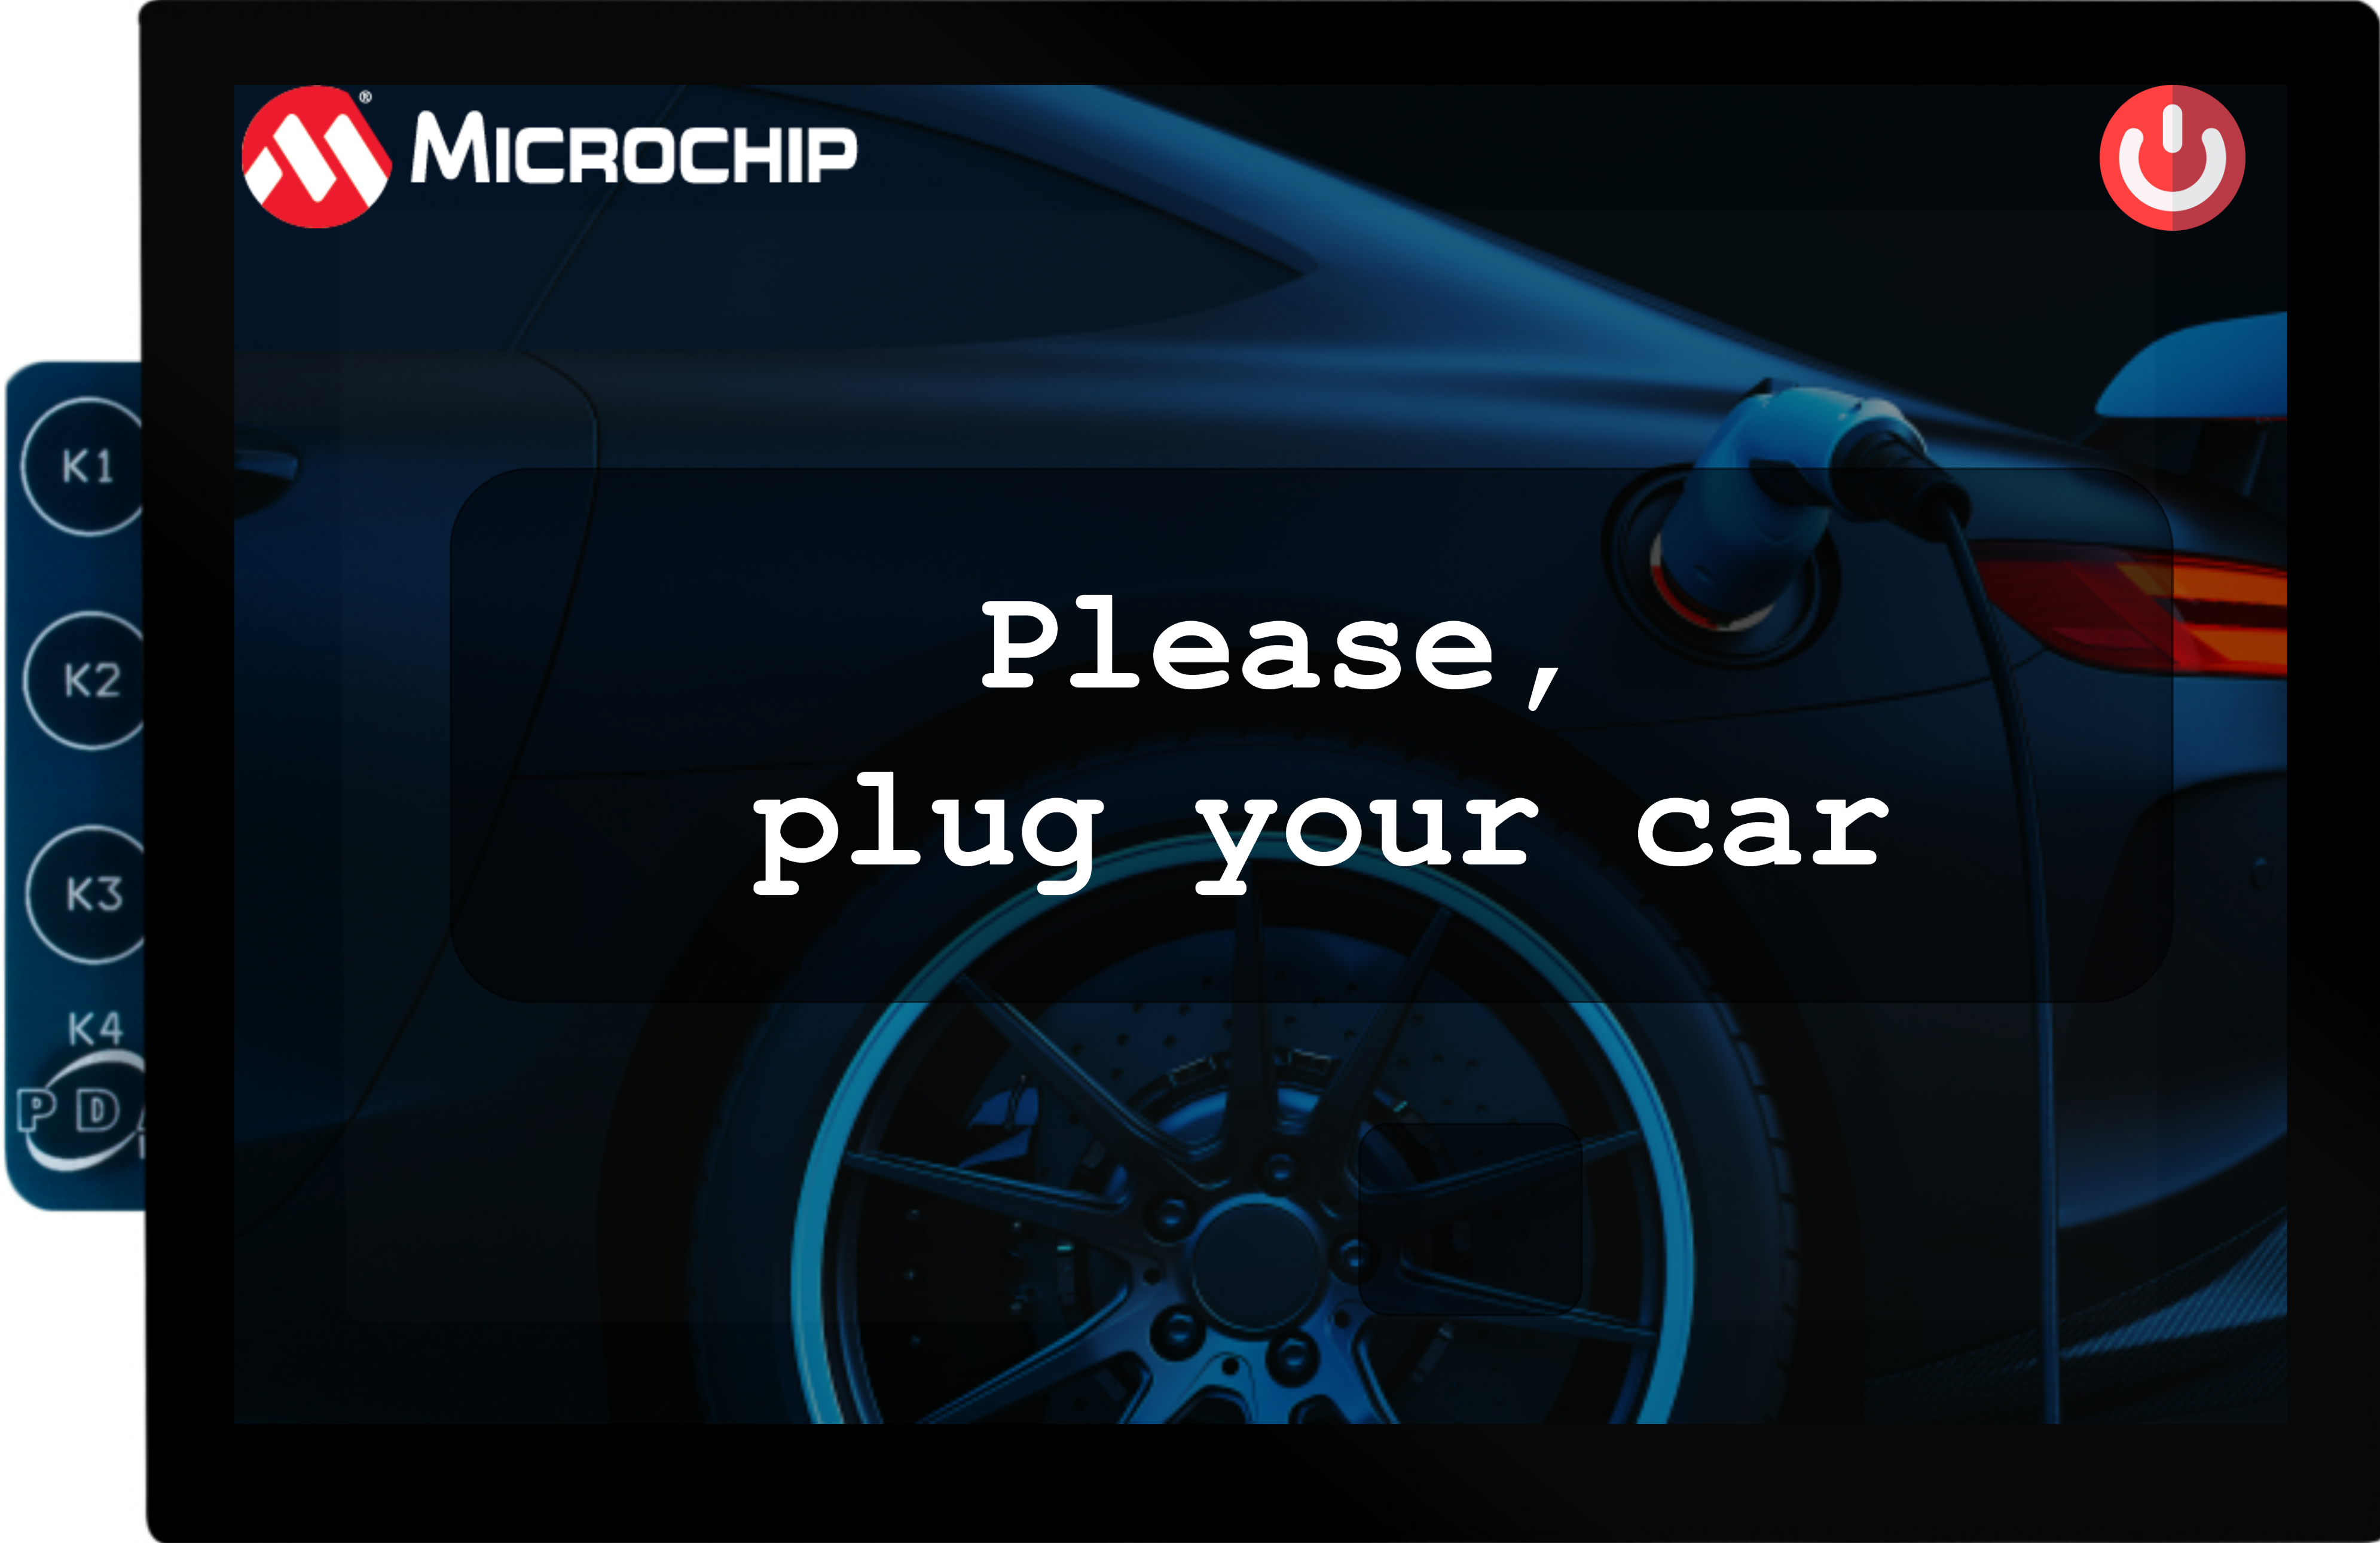 MICROCHIP
®
K1
K2
Please,
plug your car
K3
K4